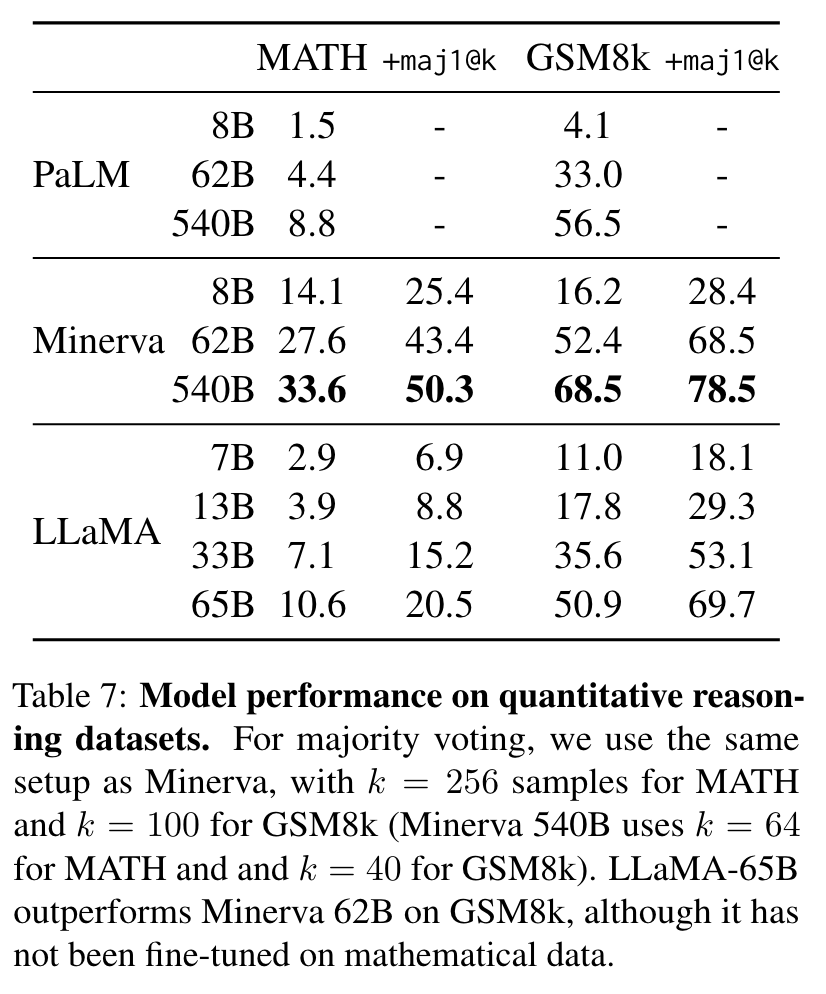 MATH +maj1@k GSM8k +maj1@k
8B 1.5 - 4.1 -
PaLM 62B 4.4 - 33.0 -
540B 8.8 - 56.5 -
8B 14.1 25.4 16.2 28.4
Minerva 62B 27.6 43.4 52.4 68.5
540B 33.6 50.3 68.5 78.5
7B 2.9 6.9 11.0 18.1
13B 3.9 8.8 17.8 29.3
LLaMA
33B 7.1 15.2 35.6 53.1
65B 10.6 20.5 50.9 69.7
Table 7: Model performance on quantitative reason-
ing datasets. For majority voting, we use the same
setup as Minerva, with k = 256 samples for MATH
and k = 100 for GSM8k (Minerva 540B uses k = 64
for MATH and and k = 40 for GSM8k). LLaMA-65B
outperforms Minerva 62B on GSM8k, although it has
not been fine-tuned on mathematical data.